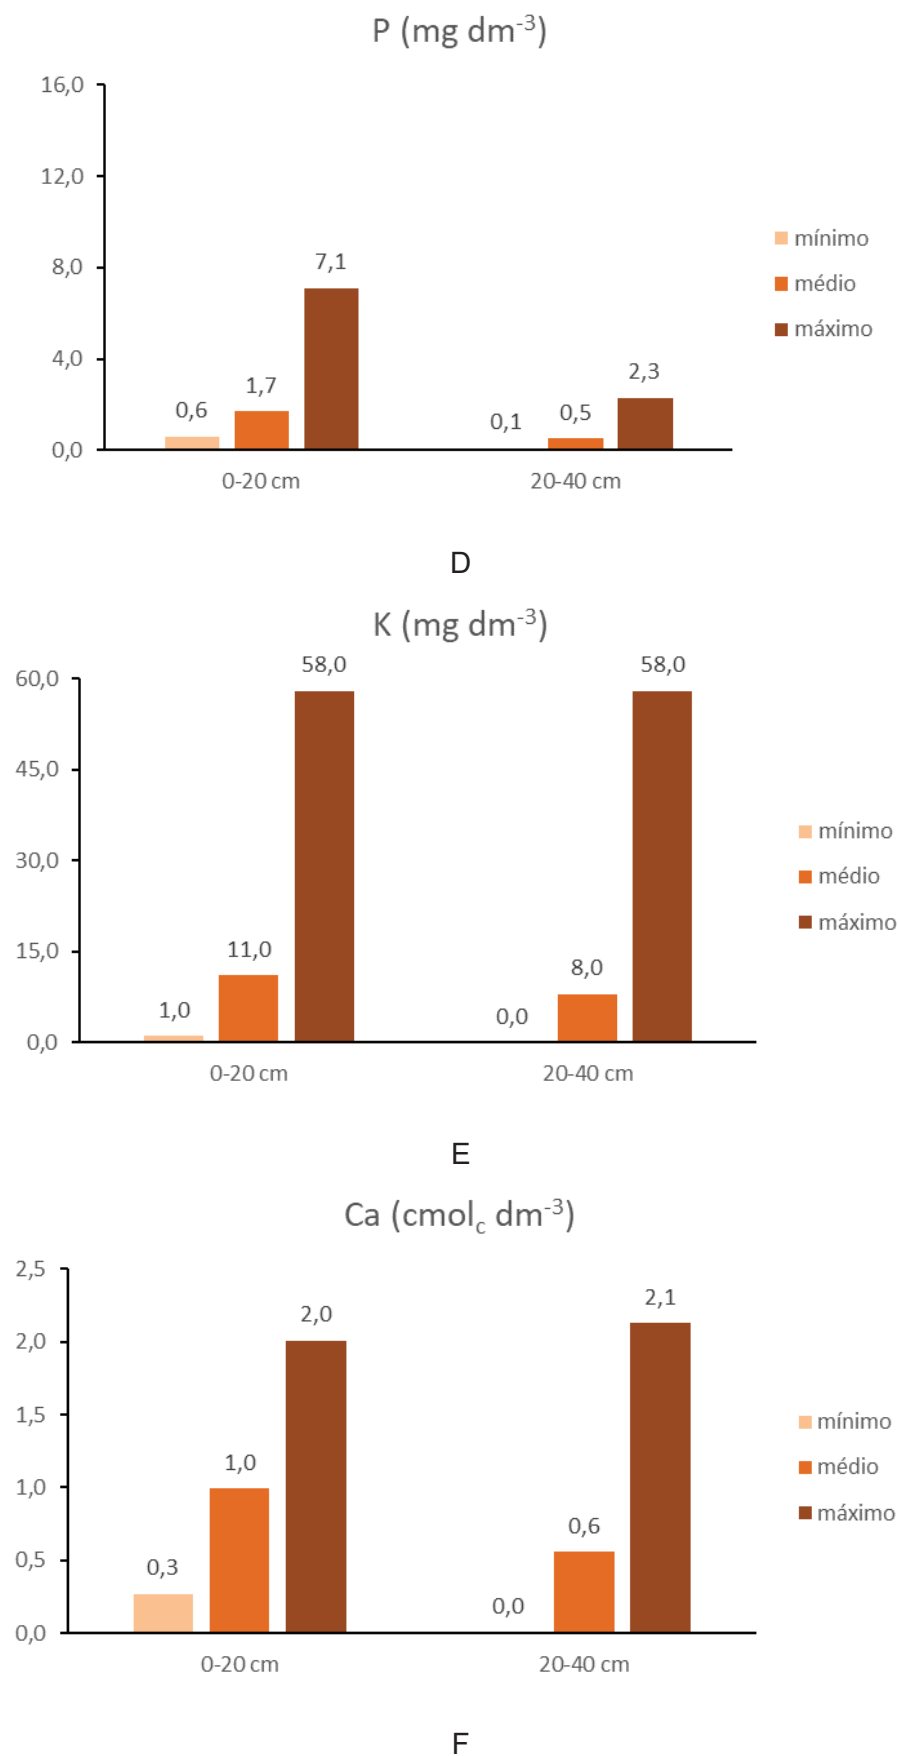 P (mg dm⁻³)
16,0
12,0
8,0
4,0
0,0
0,6
1,7
7,1
0,1
0,5
2,3
0-20 cm
20-40 cm
mínimo
médio
máximo
D
K (mg dm⁻³)
60,0
45,0
30,0
15,0
0,0
1,0
11,0
58,0
0,0
8,0
58,0
0-20 cm
20-40 cm
mínimo
médio
máximo
E
Ca (cmol_c dm⁻³)
2,5
2,0
1,5
1,0
0,5
0,0
0,3
1,0
2,0
0,0
0,6
2,1
0-20 cm
20-40 cm
mínimo
médio
máximo
F